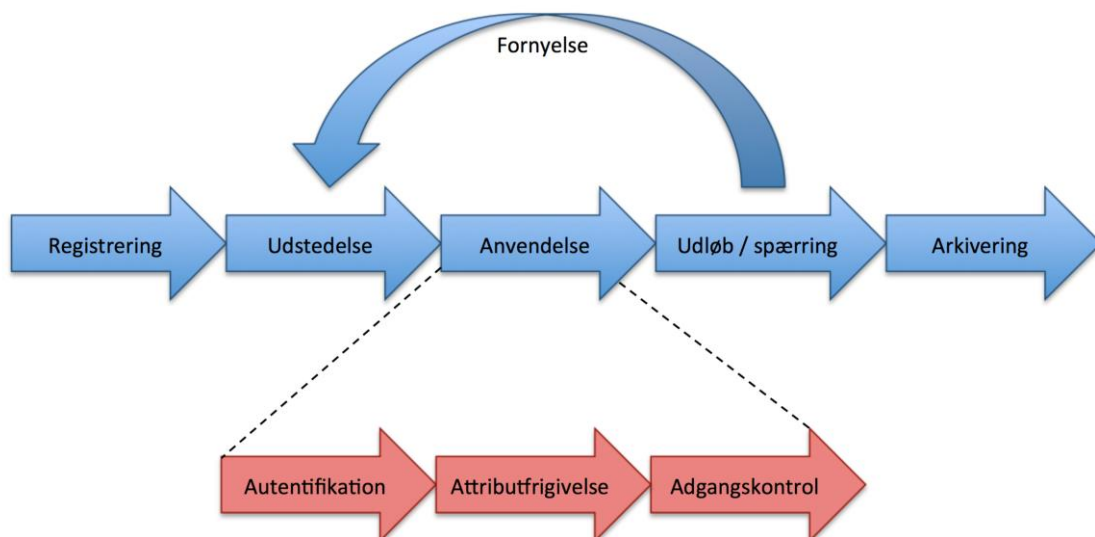 Fornyelse
Registrering
Udstedelse
Anvendelse
Udløb / spærring
Arkivering
Autentifikation
Attributfrigivelse
Adgangskontrol